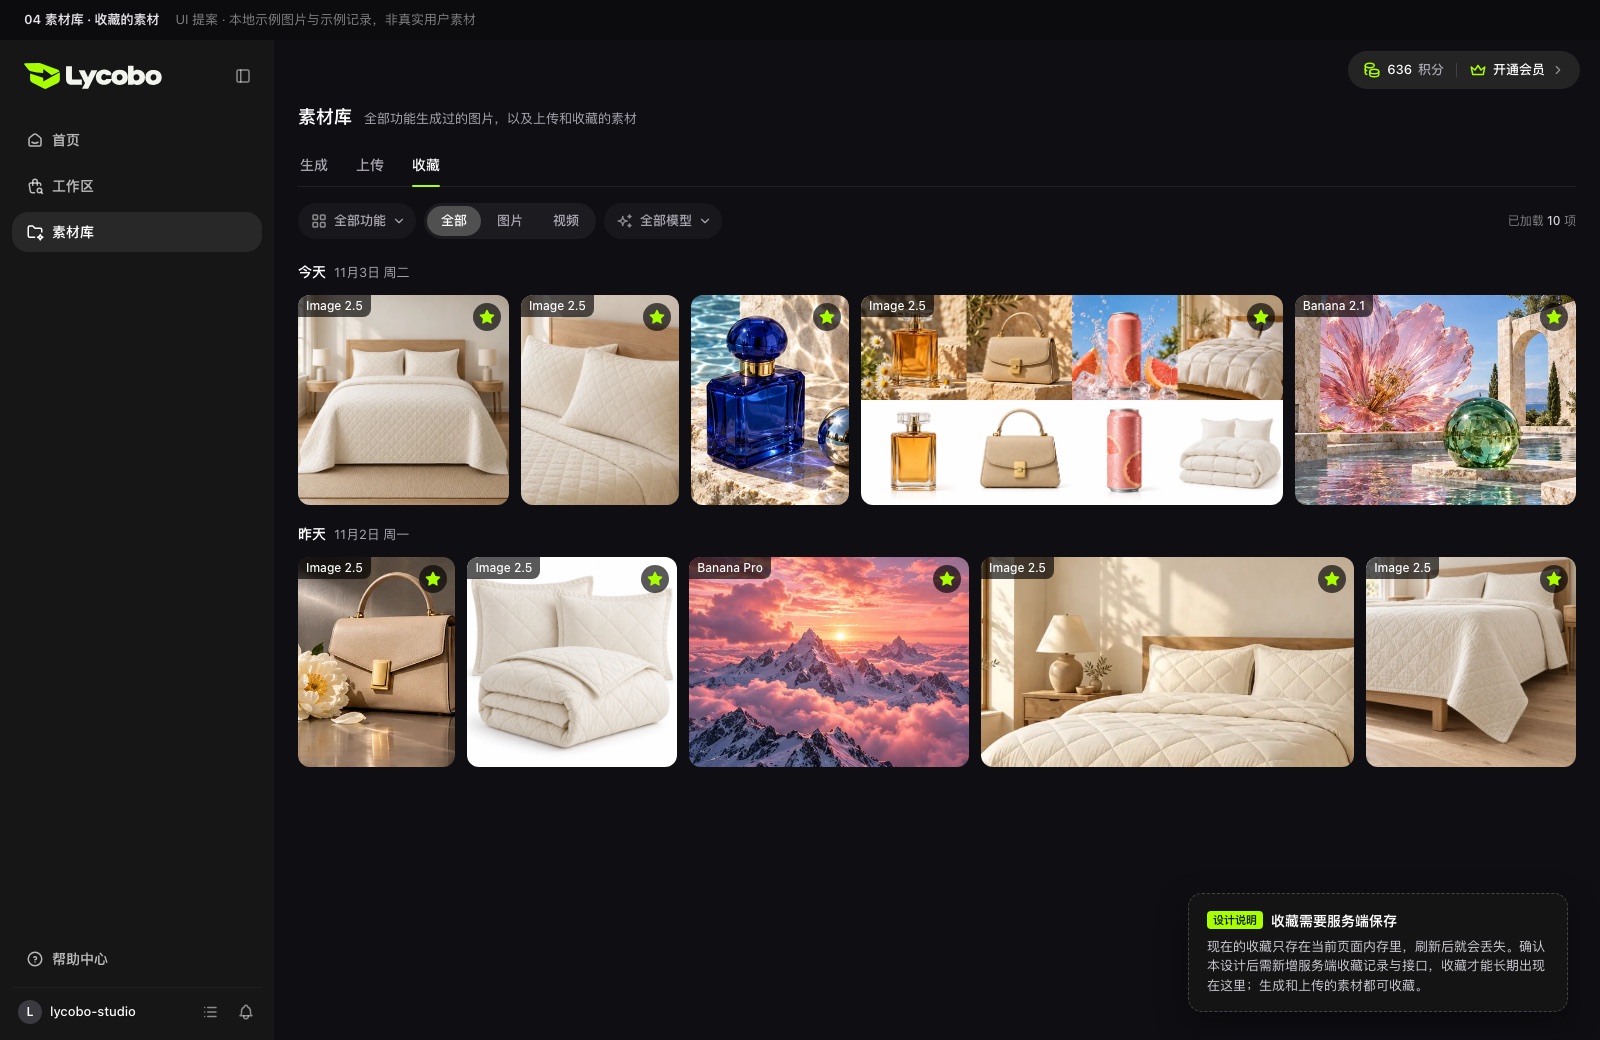 04 素材库 · 收藏的素材 UI 提案 · 本地示例图片与示例记录，非真实用户素材
Lycobo
636 积分 开通会员
首页
工作区
素材库
素材库 全部功能生成过的图片，以及上传和收藏的素材
生成 上传 收藏
全部功能 全部 图片 视频 全部模型 已加载 10 项
今天 11月3日 周二
Image 2.5 Image 2.5 Image 2.5 Banana 2.1
昨天 11月2日 周一
Image 2.5 Image 2.5 Banana Pro Image 2.5 Image 2.5
设计说明 收藏需要服务端保存
现在的收藏只存在当前页面内存里，刷新后就会丢失。确认
本设计后需新增服务端收藏记录与接口，收藏才能长期出现
在这里；生成和上传的素材都可收藏。
帮助中心
L lycobo-studio